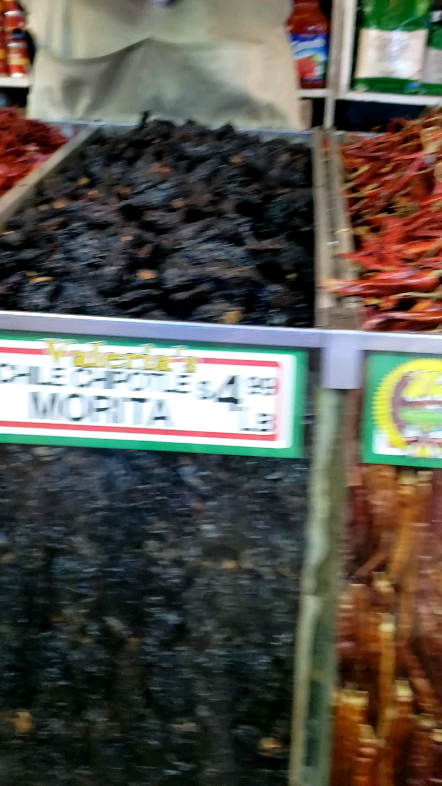 Valeria's
CHILE CHIPOTLE $4.99
MORITA LB